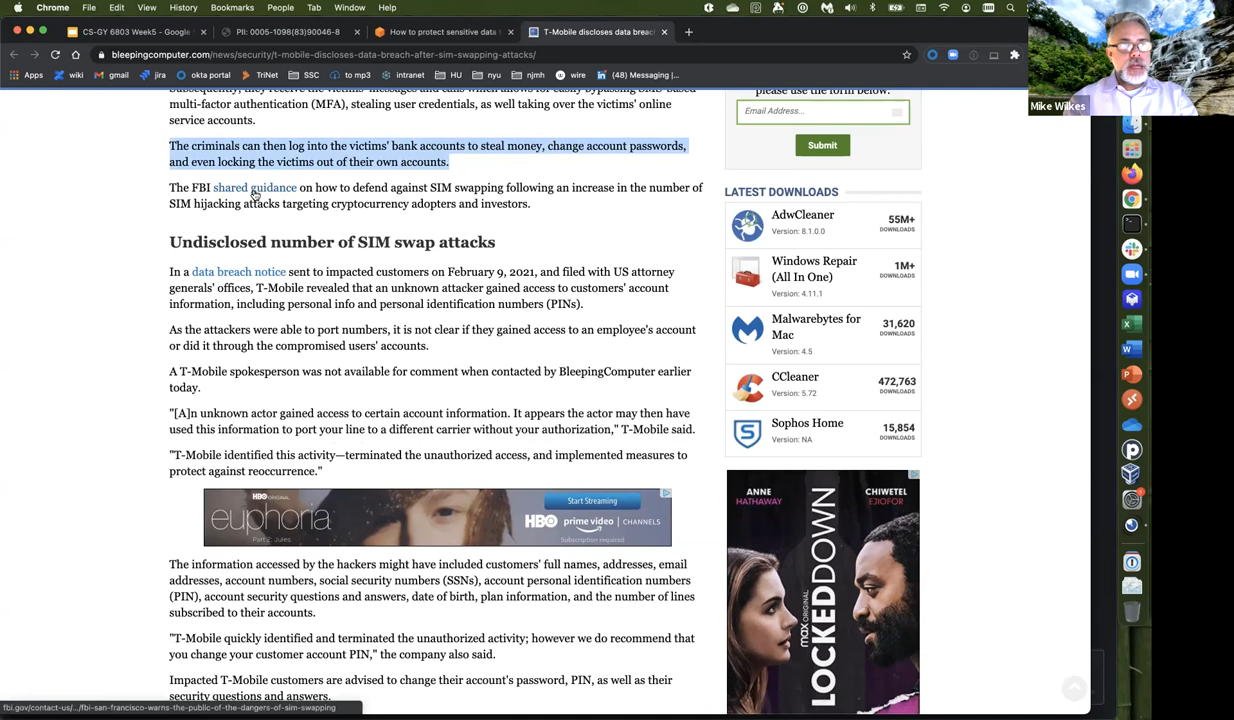 Chrome File Edit View History Bookmarks People Tab Window Help
CS-GY 6803 Week5 - Google
PII: 0005-1098(83)90046-8
How to protect sensitive data
T-Mobile discloses data breac
bleepingcomputer.com/news/security/t-mobile-discloses-data-breach-after-sim-swapping-attacks/
Apps wiki gmail jira okta portal TriNet SSC to mp3 intranet HU nyu njmh wire (48) Messaging |...
Mike Wilkes
Subsequently, they receive the victims' messages and calls which allows for easily bypassing SMS-based
multi-factor authentication (MFA), stealing user credentials, as well taking over the victims' online
service accounts.
The criminals can then log into the victims' bank accounts to steal money, change account passwords,
and even locking the victims out of their own accounts.
The FBI shared guidance on how to defend against SIM swapping following an increase in the number of
SIM hijacking attacks targeting cryptocurrency adopters and investors.
Undisclosed number of SIM swap attacks
In a data breach notice sent to impacted customers on February 9, 2021, and filed with US attorney
generals' offices, T-Mobile revealed that an unknown attacker gained access to customers' account
information, including personal info and personal identification numbers (PINs).
As the attackers were able to port numbers, it is not clear if they gained access to an employee's account
or did it through the compromised users' accounts.
A T-Mobile spokesperson was not available for comment when contacted by BleepingComputer earlier
today.
"[A]n unknown actor gained access to certain account information. It appears the actor may then have
used this information to port your line to a different carrier without your authorization," T-Mobile said.
"T-Mobile identified this activity—terminated the unauthorized access, and implemented measures to
protect against reoccurrence."
HBO ORIGINAL
euphoria
Part 2: Jules
Start Streaming
HBO prime video | CHANNELS
Subscription required
The information accessed by the hackers might have included customers' full names, addresses, email
addresses, account numbers, social security numbers (SSNs), account personal identification numbers
(PIN), account security questions and answers, date of birth, plan information, and the number of lines
subscribed to their accounts.
"T-Mobile quickly identified and terminated the unauthorized activity; however we do recommend that
you change your customer account PIN," the company also said.
Impacted T-Mobile customers are advised to change their account's password, PIN, as well as their
security questions and answers.
fbi.gov/contact-us/.../fbi-san-francisco-warns-the-public-of-the-dangers-of-sim-swapping
please use the form below.
Email Address...
Submit
LATEST DOWNLOADS
AdwCleaner
Version: 8.1.0.0
55M+
DOWNLOADS
Windows Repair
(All In One)
Version: 4.11.1
1M+
DOWNLOADS
Malwarebytes for
Mac
Version: 4.5
31,620
DOWNLOADS
CCleaner
Version: 5.72
472,763
DOWNLOADS
Sophos Home
Version: NA
15,854
DOWNLOADS
ANNE
HATHAWAY
CHIWETEL
EJIOFOR
LOCKEDDOWN
max ORIGINAL